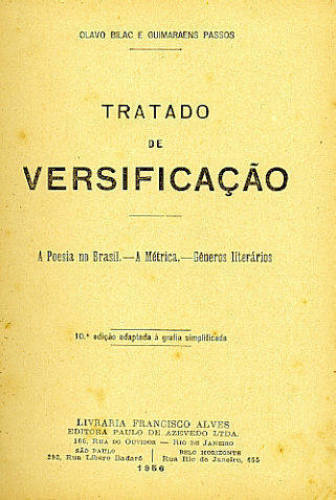 OLAVO BILAC E GUIMARAENS PASSOS
TRATADO
DE
VERSIFICAÇÃO
A Poesia no Brasil.—A Métrica.—Gêneros literários
10.ª edição adaptada à grafia simplificada
LIVRARIA FRANCISCO ALVES
EDITORA PAULO DE AZEVEDO LTDA.
166, RUA DO OUVIDOR — RIO DE JANEIRO
SÃO PAULO
292, Rua Líbero Badaró
BELO HORIZONTE
Rua Rio de Janeiro, 655
1956